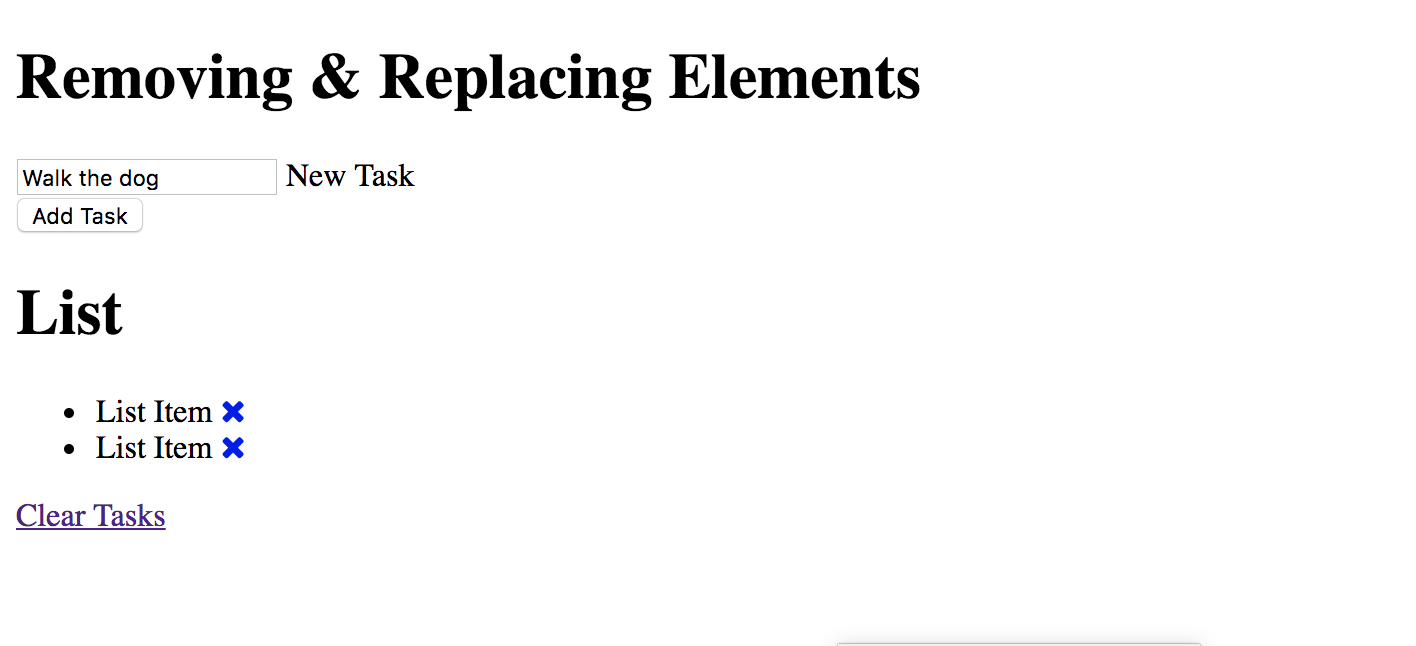 Removing & Replacing Elements
Walk the dog New Task
Add Task
List
List Item
List Item
Clear Tasks